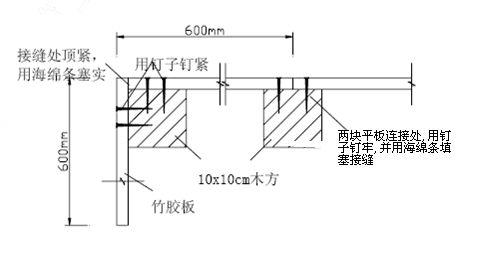 600mm
接缝处顶紧,
用海绵条塞实
用钉子钉紧
600mm
两块平板连接处, 用钉
子钉牢, 并用海绵条填
塞接缝
10x10cm木方
竹胶板